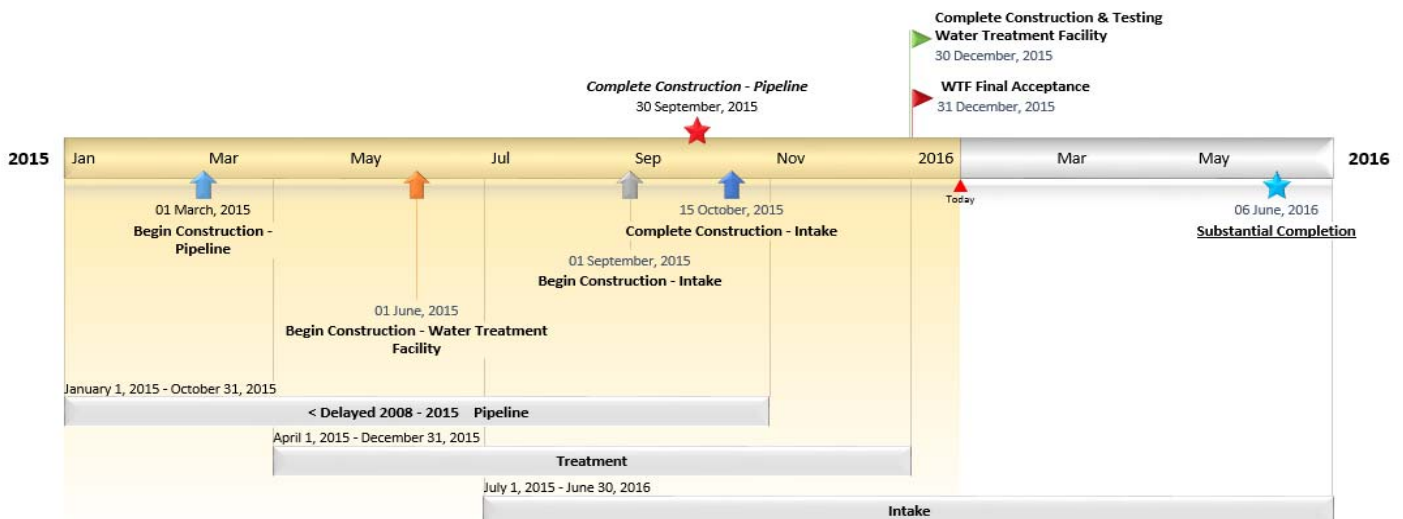 Complete Construction & Testing
Water Treatment Facility
30 December, 2015
Complete Construction - Pipeline
30 September, 2015
WTF Final Acceptance
31 December, 2015
2015 Jan Mar May Jul Sep Nov 2016 Mar May 2016
Today
01 March, 2015
Begin Construction -
Pipeline
15 October, 2015
Complete Construction - Intake
06 June, 2016
Substantial Completion
01 September, 2015
Begin Construction - Intake
01 June, 2015
Begin Construction - Water Treatment
Facility
January 1, 2015 - October 31, 2015
< Delayed 2008 - 2015 Pipeline
April 1, 2015 - December 31, 2015
Treatment
July 1, 2015 - June 30, 2016
Intake